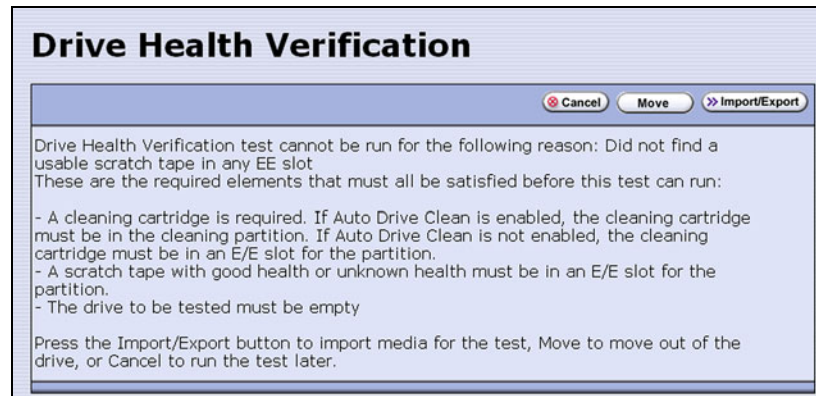 Drive Health Verification
Cancel Move Import/Export
Drive Health Verification test cannot be run for the following reason: Did not find a
usable scratch tape in any EE slot
These are the required elements that must all be satisfied before this test can run:
- A cleaning cartridge is required. If Auto Drive Clean is enabled, the cleaning cartridge
must be in the cleaning partition. If Auto Drive Clean is not enabled, the cleaning
cartridge must be in an E/E slot for the partition.
- A scratch tape with good health or unknown health must be in an E/E slot for the
partition.
- The drive to be tested must be empty
Press the Import/Export button to import media for the test, Move to move out of the
drive, or Cancel to run the test later.